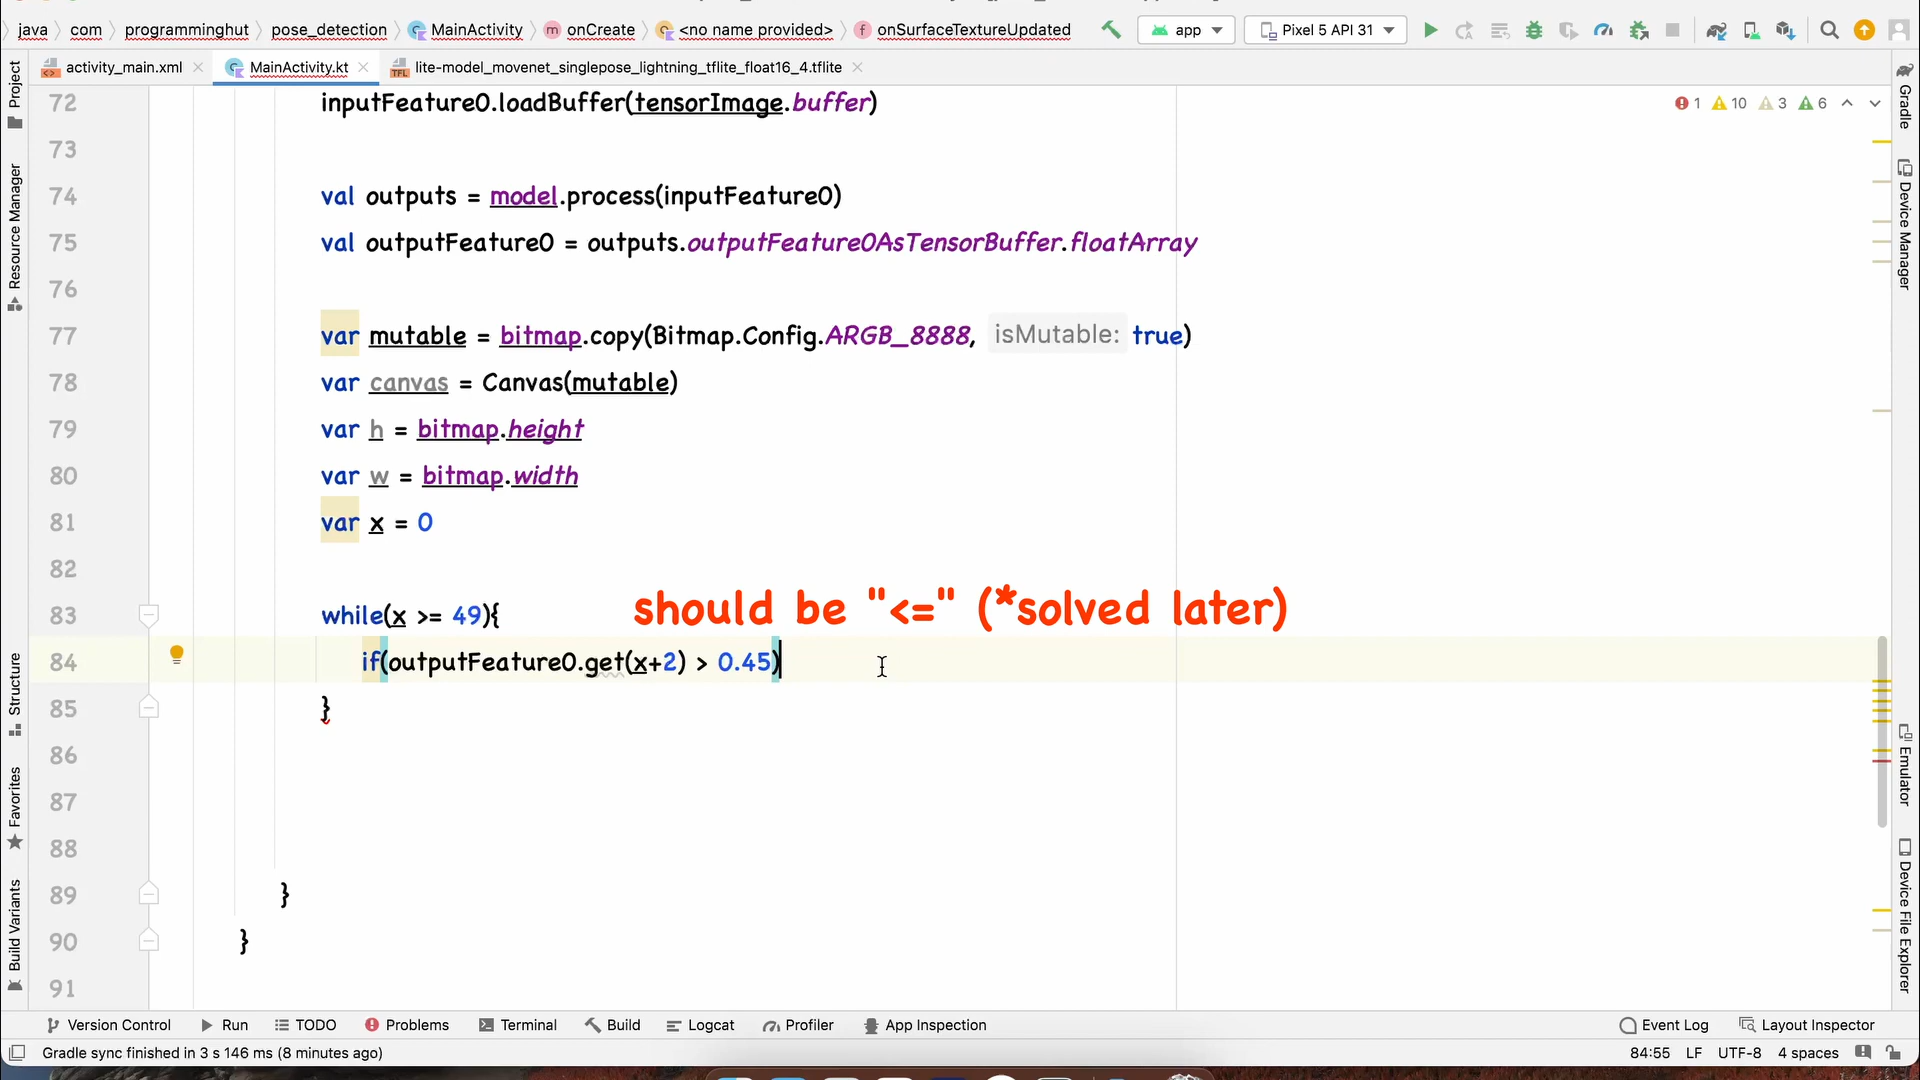 java com programminghut pose_detection MainActivity onCreate <no name provided> onSurfaceTextureUpdated app Pixel 5 API 31
activity_main.xml MainActivity.kt lite-model_movenet_singlepose_lightning_tflite_float16_4.tflite
72 inputFeature0.loadBuffer(tensorImage.buffer) 1 10 3 6
73
74 val outputs = model.process(inputFeature0)
75 val outputFeature0 = outputs.outputFeature0AsTensorBuffer.floatArray
76
77 var mutable = bitmap.copy(Bitmap.Config.ARGB_8888, isMutable: true)
78 var canvas = Canvas(mutable)
79 var h = bitmap.height
80 var w = bitmap.width
81 var x = 0
82
83 while(x >= 49){ should be "<=" (*solved later)
84 if(outputFeature0.get(x+2) > 0.45)
85 }
86
87
88
89 }
90 }
91
Project
Resource Manager
Structure
Favorites
Build Variants
Gradle
Device Manager
Emulator
Device File Explorer
Version Control Run TODO Problems Terminal Build Logcat Profiler App Inspection Event Log Layout Inspector
Gradle sync finished in 3 s 146 ms (8 minutes ago) 84:55 LF UTF-8 4 spaces